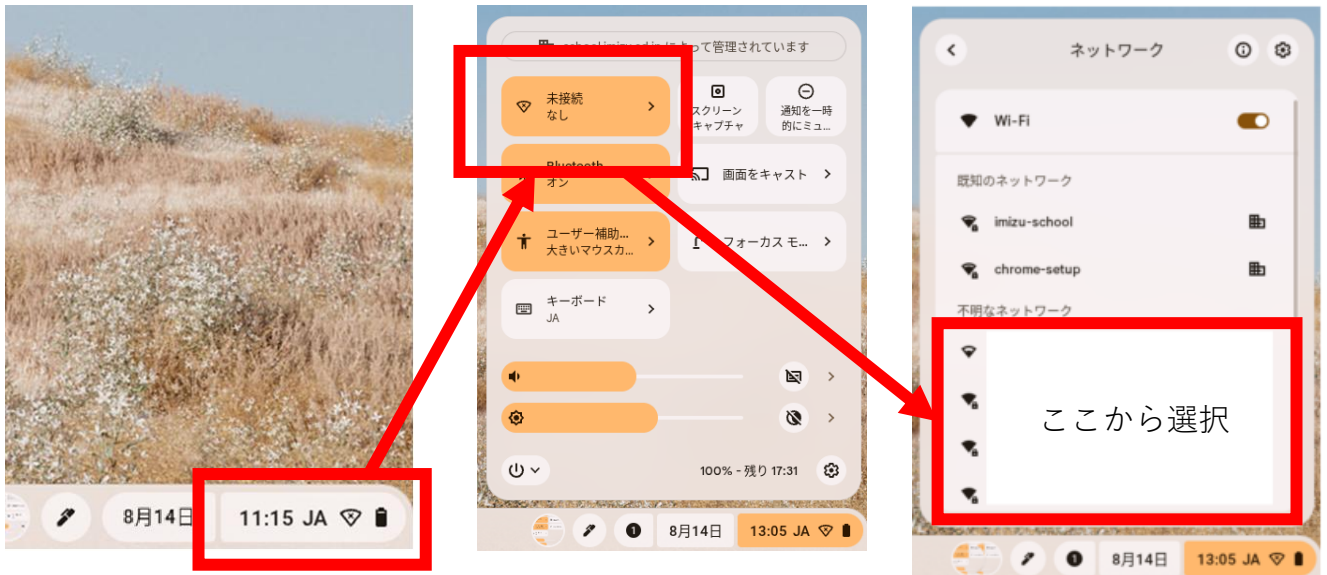 8月14日
11:15 JA
よって管理されています
未接続
なし
スクリーン
キャプチャ
通知を一時
的にミュ...
Bluetooth
オン
画面をキャスト
ユーザー補助...
大きいマウスカ...
フォーカス モ...
キーボード
JA
100% - 残り 17:31
1
8月14日
13:05 JA
ネットワーク
Wi-Fi
既知のネットワーク
imizu-school
chrome-setup
不明なネットワーク
ここから選択
1
8月14日
13:05 JA